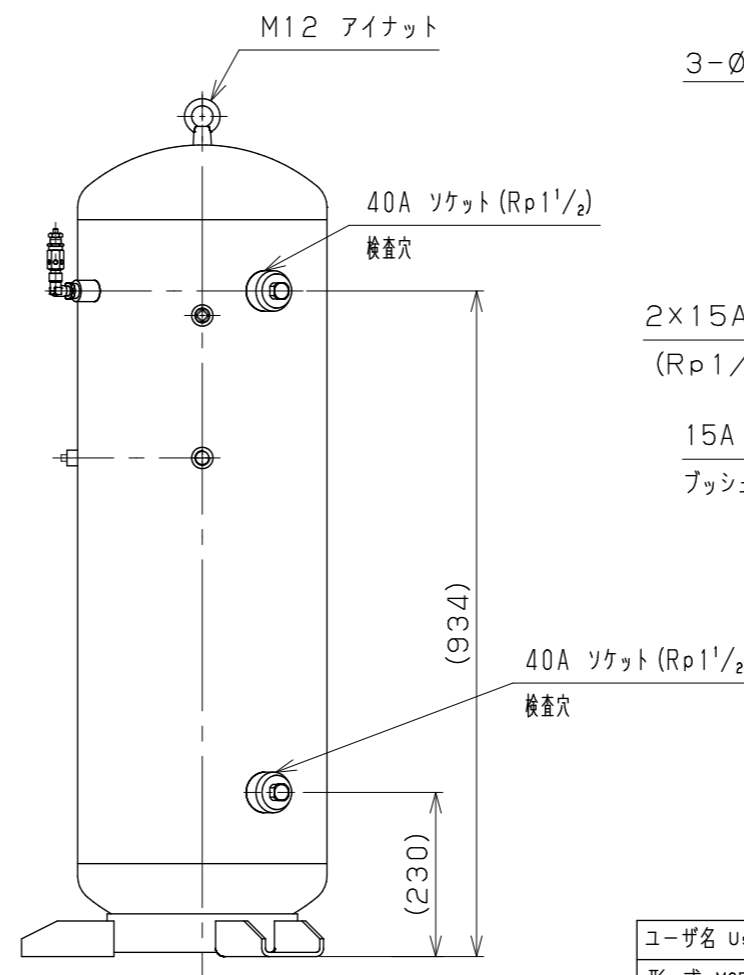 M12 アイナット
3-Ø
40A ソケット(Rp1¹/₂)
検査穴
2×15A
(Rp1/
15A
ブッシ
(934)
40A ソケット(Rp1¹/₂
検査穴
(230)
ユーザ名 Us
形 式